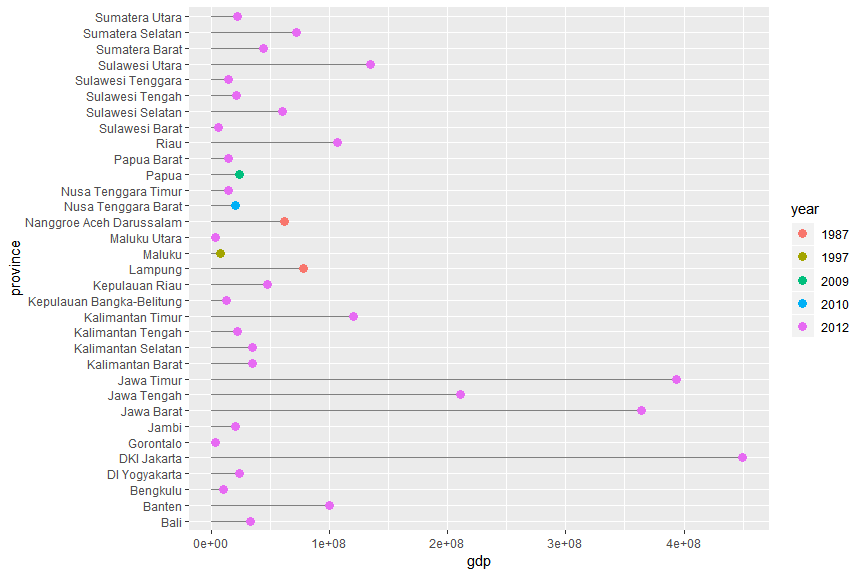 Sumatera Utara
Sumatera Selatan
Sumatera Barat
Sulawesi Utara
Sulawesi Tenggara
Sulawesi Tengah
Sulawesi Selatan
Sulawesi Barat
Riau
Papua Barat
Papua
Nusa Tenggara Timur
Nusa Tenggara Barat
Nanggroe Aceh Darussalam
Maluku Utara
Maluku
Lampung
Kepulauan Riau
Kepulauan Bangka-Belitung
Kalimantan Timur
Kalimantan Tengah
Kalimantan Selatan
Kalimantan Barat
Jawa Timur
Jawa Tengah
Jawa Barat
Jambi
Gorontalo
DKI Jakarta
DI Yogyakarta
Bengkulu
Banten
Bali
province
0e+00 1e+08 2e+08 3e+08 4e+08
gdp
year
1987
1997
2009
2010
2012